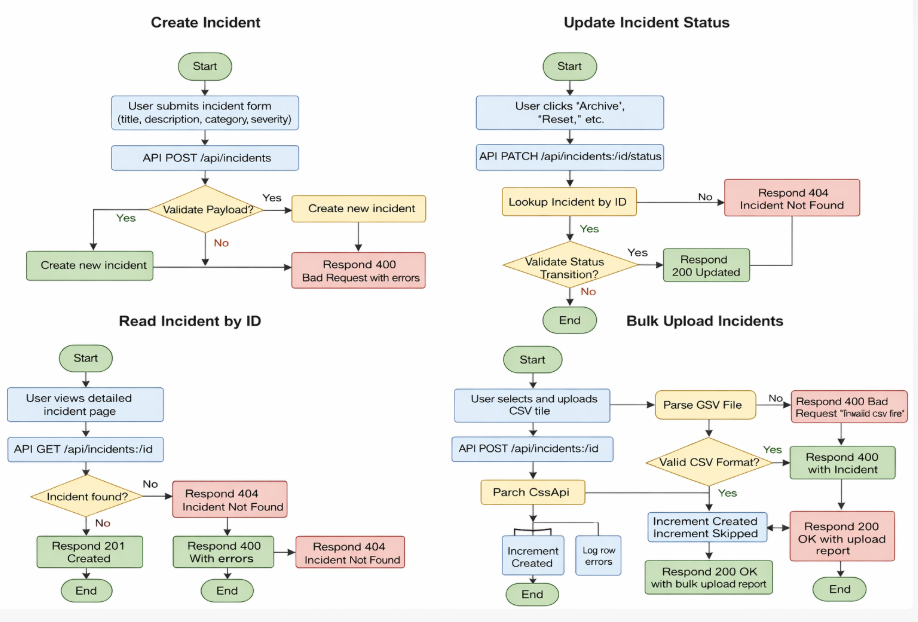 Create Incident
Start
User submits incident form
(title, description, category, severity)
API POST /api/incidents
Validate Payload?
Yes
Yes
No
Create new incident
Create new incident
Respond 400
Bad Request with errors
Update Incident Status
Start
User clicks "Archive',
"Reset," etc.
API PATCH /api/incidents:/id/status
Lookup Incident by ID
No
Respond 404
Incident Not Found
Yes
Validate Status
Transition?
Yes
Respond
200 Updated
No
End
Read Incident by ID
Start
User views detailed
incident page
API GET /api/incidents:/id
Incident found?
No
Respond 404
Incident Not Found
No
Respond 201
Created
Respond 400
With errors
Respond 404
Incident Not Found
End
End
Bulk Upload Incidents
Start
User selects and uploads
CSV tile
Parse GSV File
No
Respond 400 Bad
Request "înwalid csv fire"
API POST /api/incidents:/id
Valid CSV Format?
Yes
Respond 400
with Incident
Parch CssApi
Yes
Increment Created
Increment Skipped
Respond 200
OK with upload
report
Increment
Created
Log row
errors
Respond 200 OK
with bulk upload report
End
End